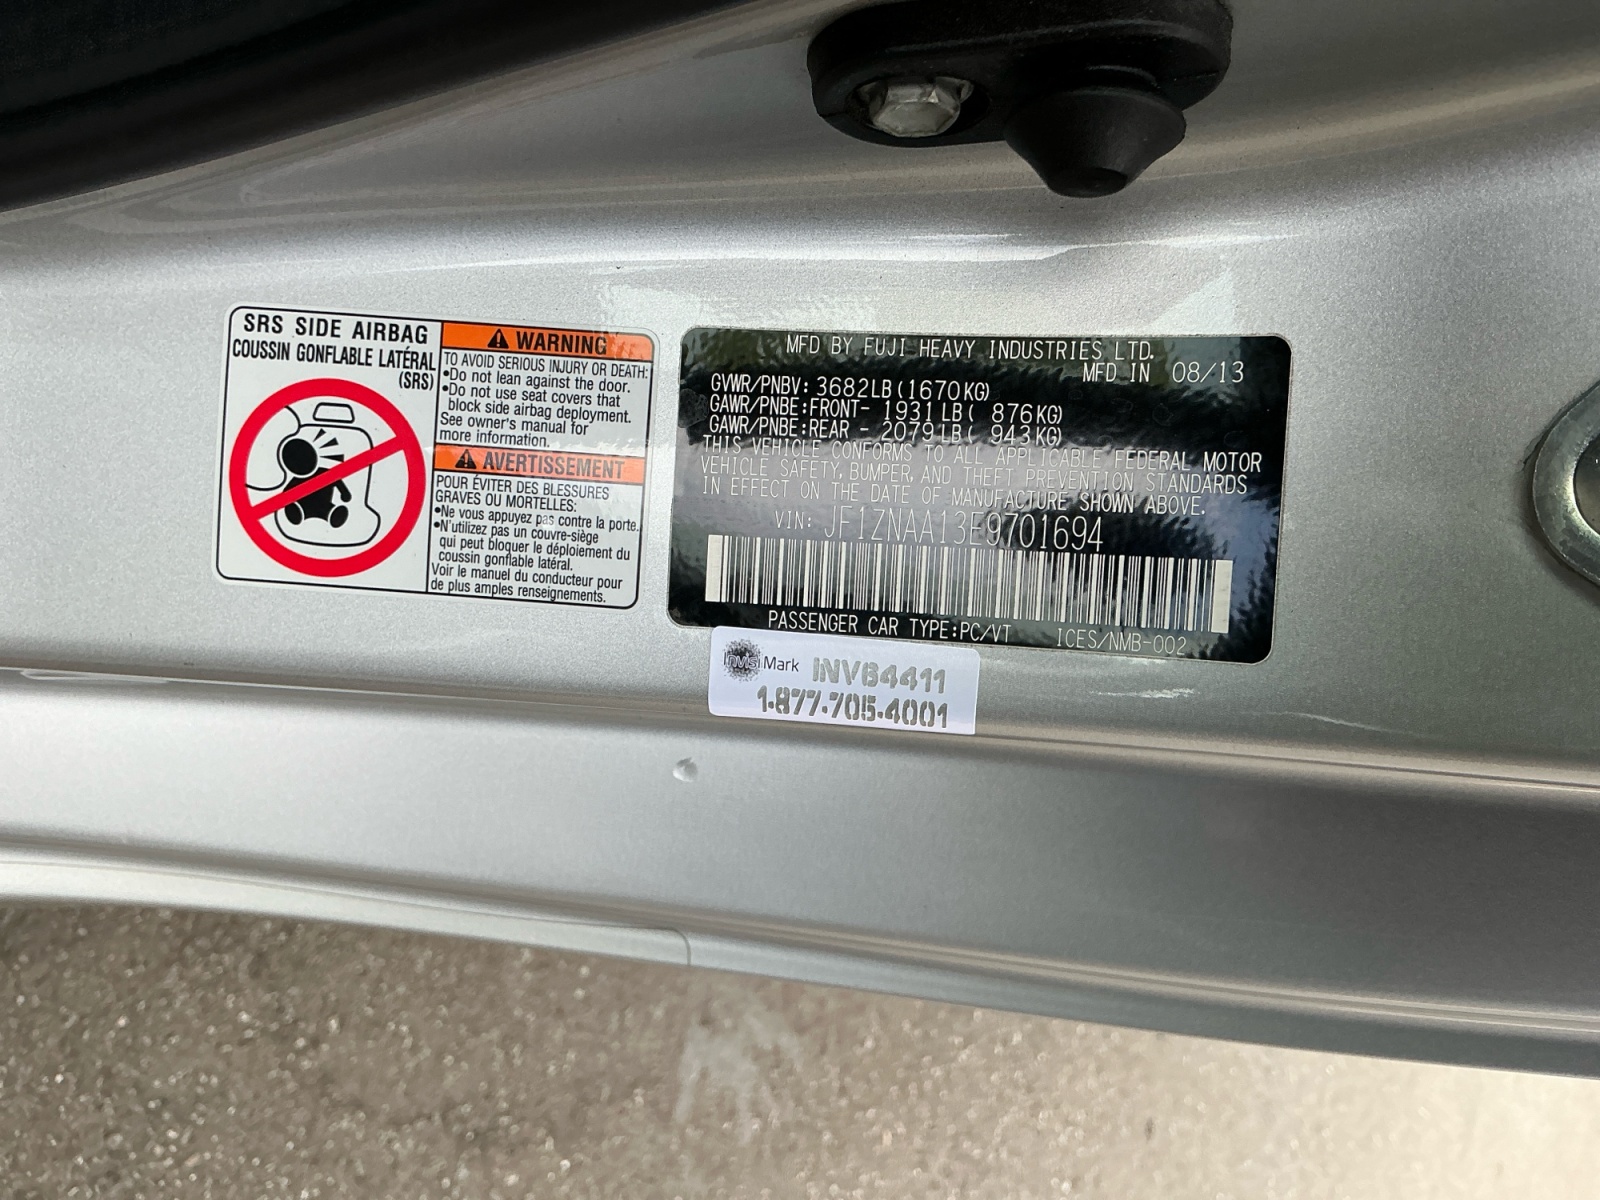 SRS SIDE AIRBAG
COUSSIN GONFLABLE LATÉRAL
(SRS)
WARNING
TO AVOID SERIOUS INJURY OR DEATH:
•Do not lean against the door.
•Do not use seat covers that
block side airbag deployment.
See owner's manual for
more information.
AVERTISSEMENT
POUR ÉVITER DES BLESSURES
GRAVES OU MORTELLES:
•Ne vous appuyez pas contre la porte.
•N'utilizez pas un couvre-siège
qui peut bloquer le déploiement du
coussin gonflable latéral.
Voir le manuel du conducteur pour
de plus amples renseignements.
MFD BY FUJI HEAVY INDUSTRIES LTD.
MFD IN 08/13
GVWR/PNBV: 3682LB(1670KG)
GAWR/PNBE:FRONT- 1931LB( 876KG)
GAWR/PNBE:REAR - 2079LB( 943KG)
THIS VEHICLE CONFORMS TO ALL APPLICABLE FEDERAL MOTOR
VEHICLE SAFETY, BUMPER, AND THEFT PREVENTION STANDARDS
IN EFFECT ON THE DATE OF MANUFACTURE SHOWN ABOVE.
VIN: JF1ZNAA13E9701694
PASSENGER CAR TYPE:PC/VT ICES/NMB-002
InvisiMark INVB4411
1-877-705-4001